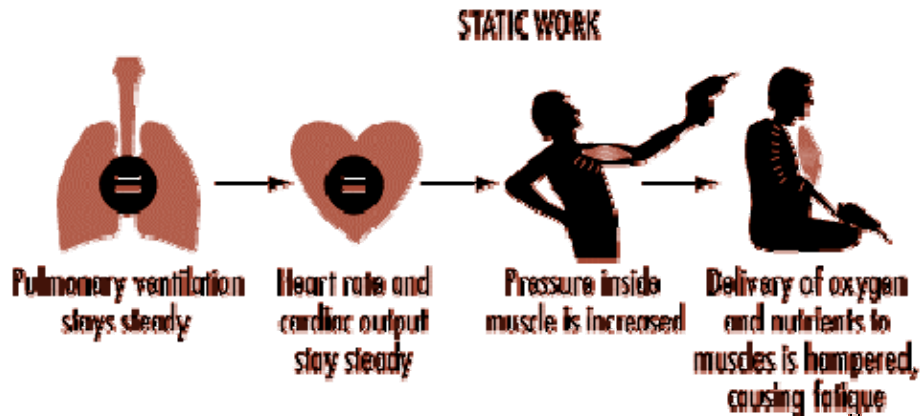 STATIC WORK
Pulmonary ventilation
stays steady
Heart rate and
cardiac output
stay steady
Pressure inside
muscle is increased
Delivery of oxygen
and nutrients to
muscles is hampered,
causing fatigue